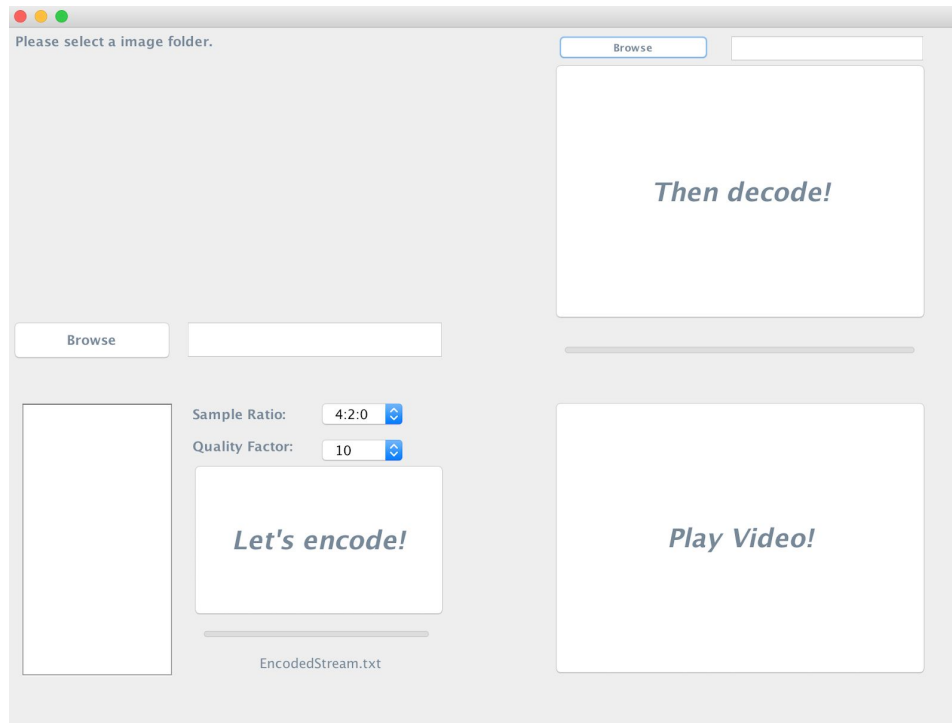 Please select a image folder.
Browse
Then decode!
Browse
Sample Ratio: 4:2:0
Quality Factor: 10
Let's encode!
Play Video!
EncodedStream.txt